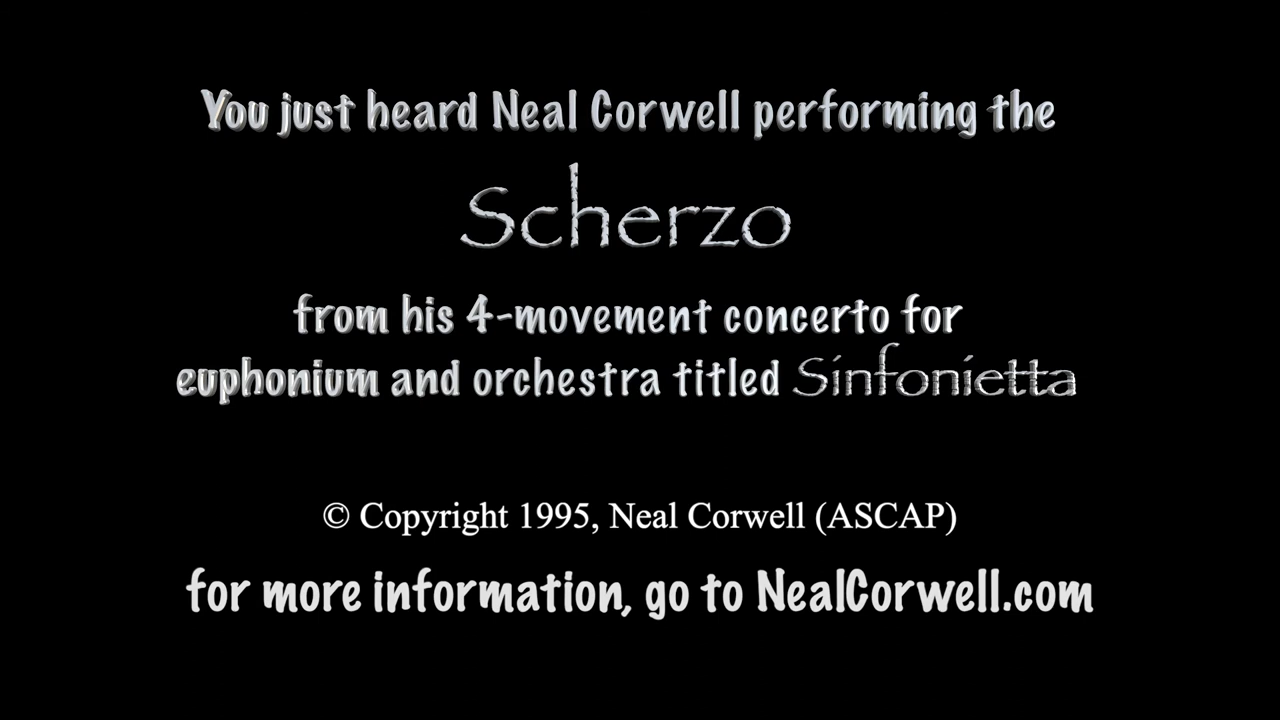 You just heard Neal Corwell performing the
Scherzo
from his 4-movement concerto for
euphonium and orchestra titled Sinfonietta
© Copyright 1995, Neal Corwell (ASCAP)
for more information, go to NealCorwell.com